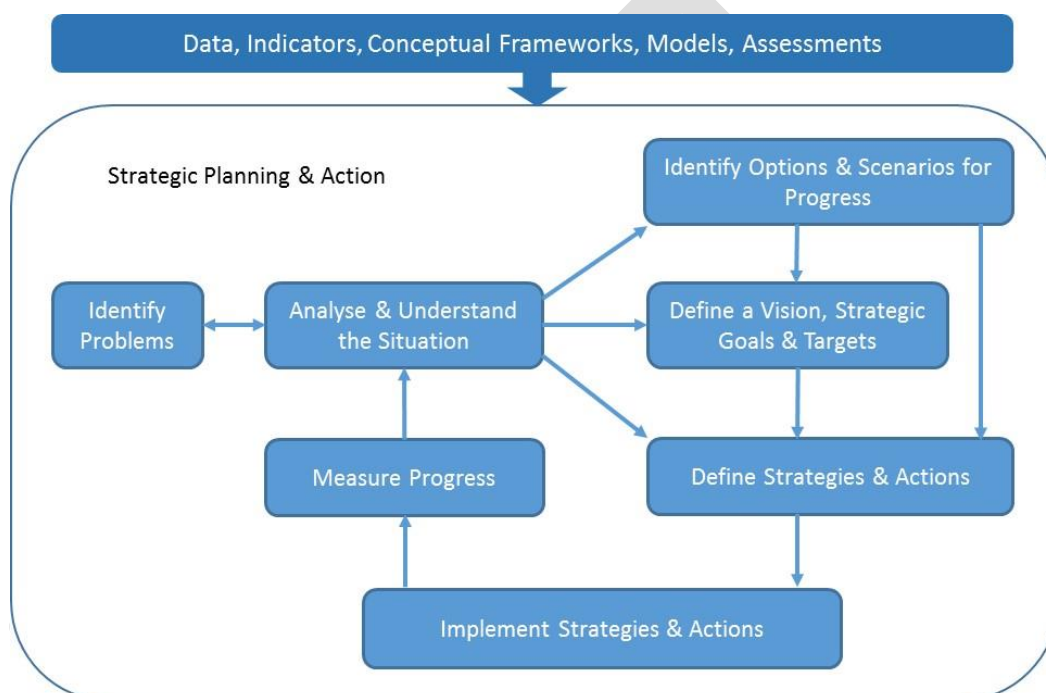 Data, Indicators, Conceptual Frameworks, Models, Assessments
Strategic Planning & Action
Identify Options & Scenarios for
Progress
Identify
Problems
Analyse & Understand
the Situation
Define a Vision, Strategic
Goals & Targets
Measure Progress
Define Strategies & Actions
Implement Strategies & Actions